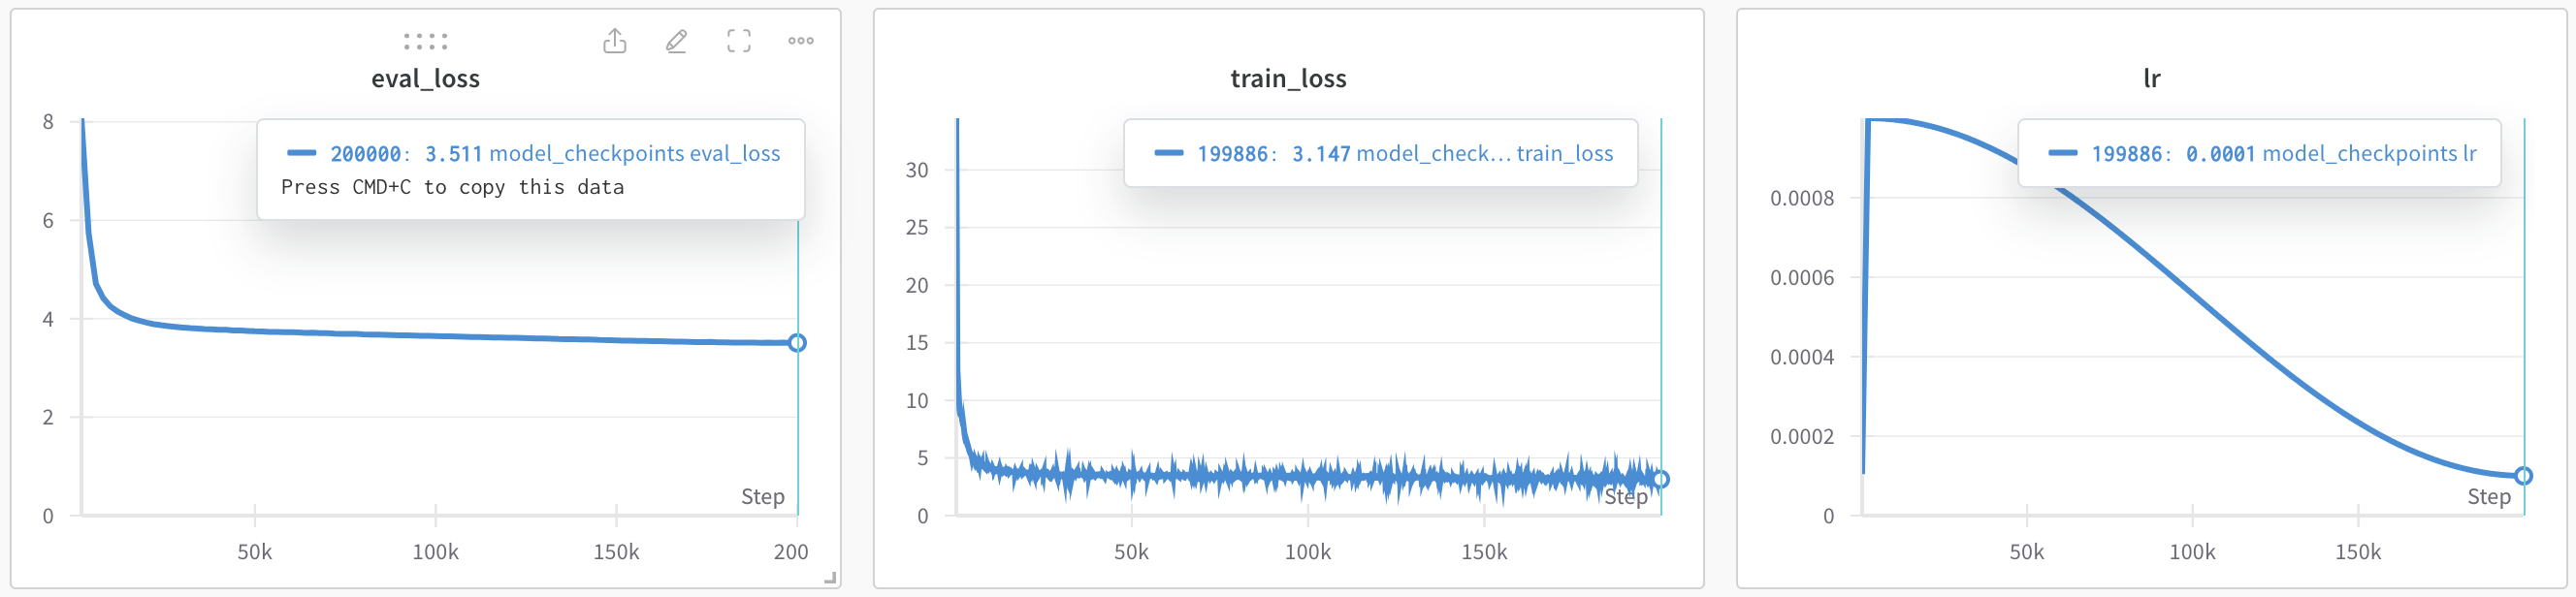 eval_loss
8
200000: 3.511 model_checkpoints eval_loss
Press CMD+C to copy this data
6
4
2
Step
0
50k 100k 150k 200
train_loss
199886: 3.147 model_check... train_loss
30
25
20
15
10
5
Step
0
50k 100k 150k
lr
199886: 0.0001 model_checkpoints lr
0.0008
0.0006
0.0004
0.0002
Step
0
50k 100k 150k